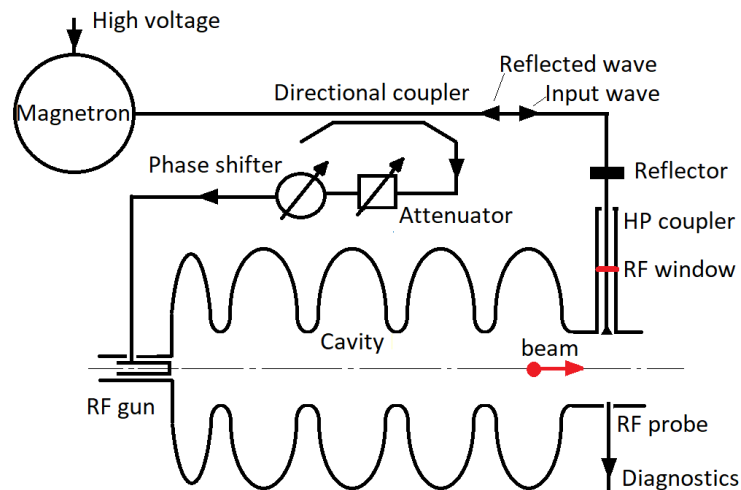 High voltage
Reflected wave
Directional coupler
Input wave
Magnetron
Phase shifter
Reflector
Attenuator
HP coupler
RF window
Cavity
beam
RF gun
RF probe
Diagnostics